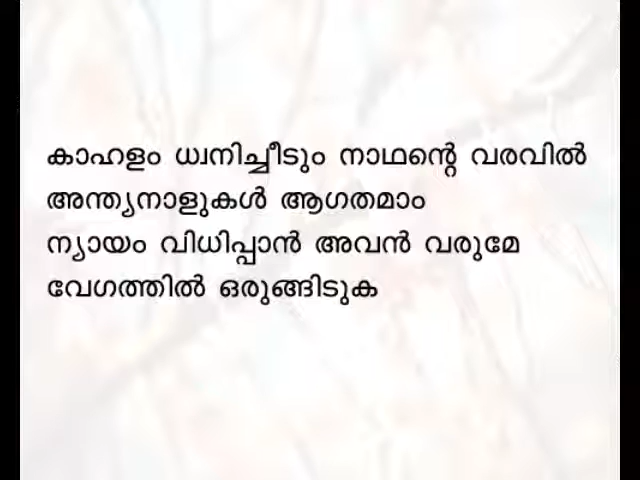 കാഹളം ധ്വനിച്ചീടും നാഥന്റെ വരവിൽ
അന്ത്യനാളുകൾ ആഗതമാം
ന്യായം വിധിപ്പാൻ അവൻ വരുമേ
വേഗത്തിൽ ഒരുങ്ങിടുക